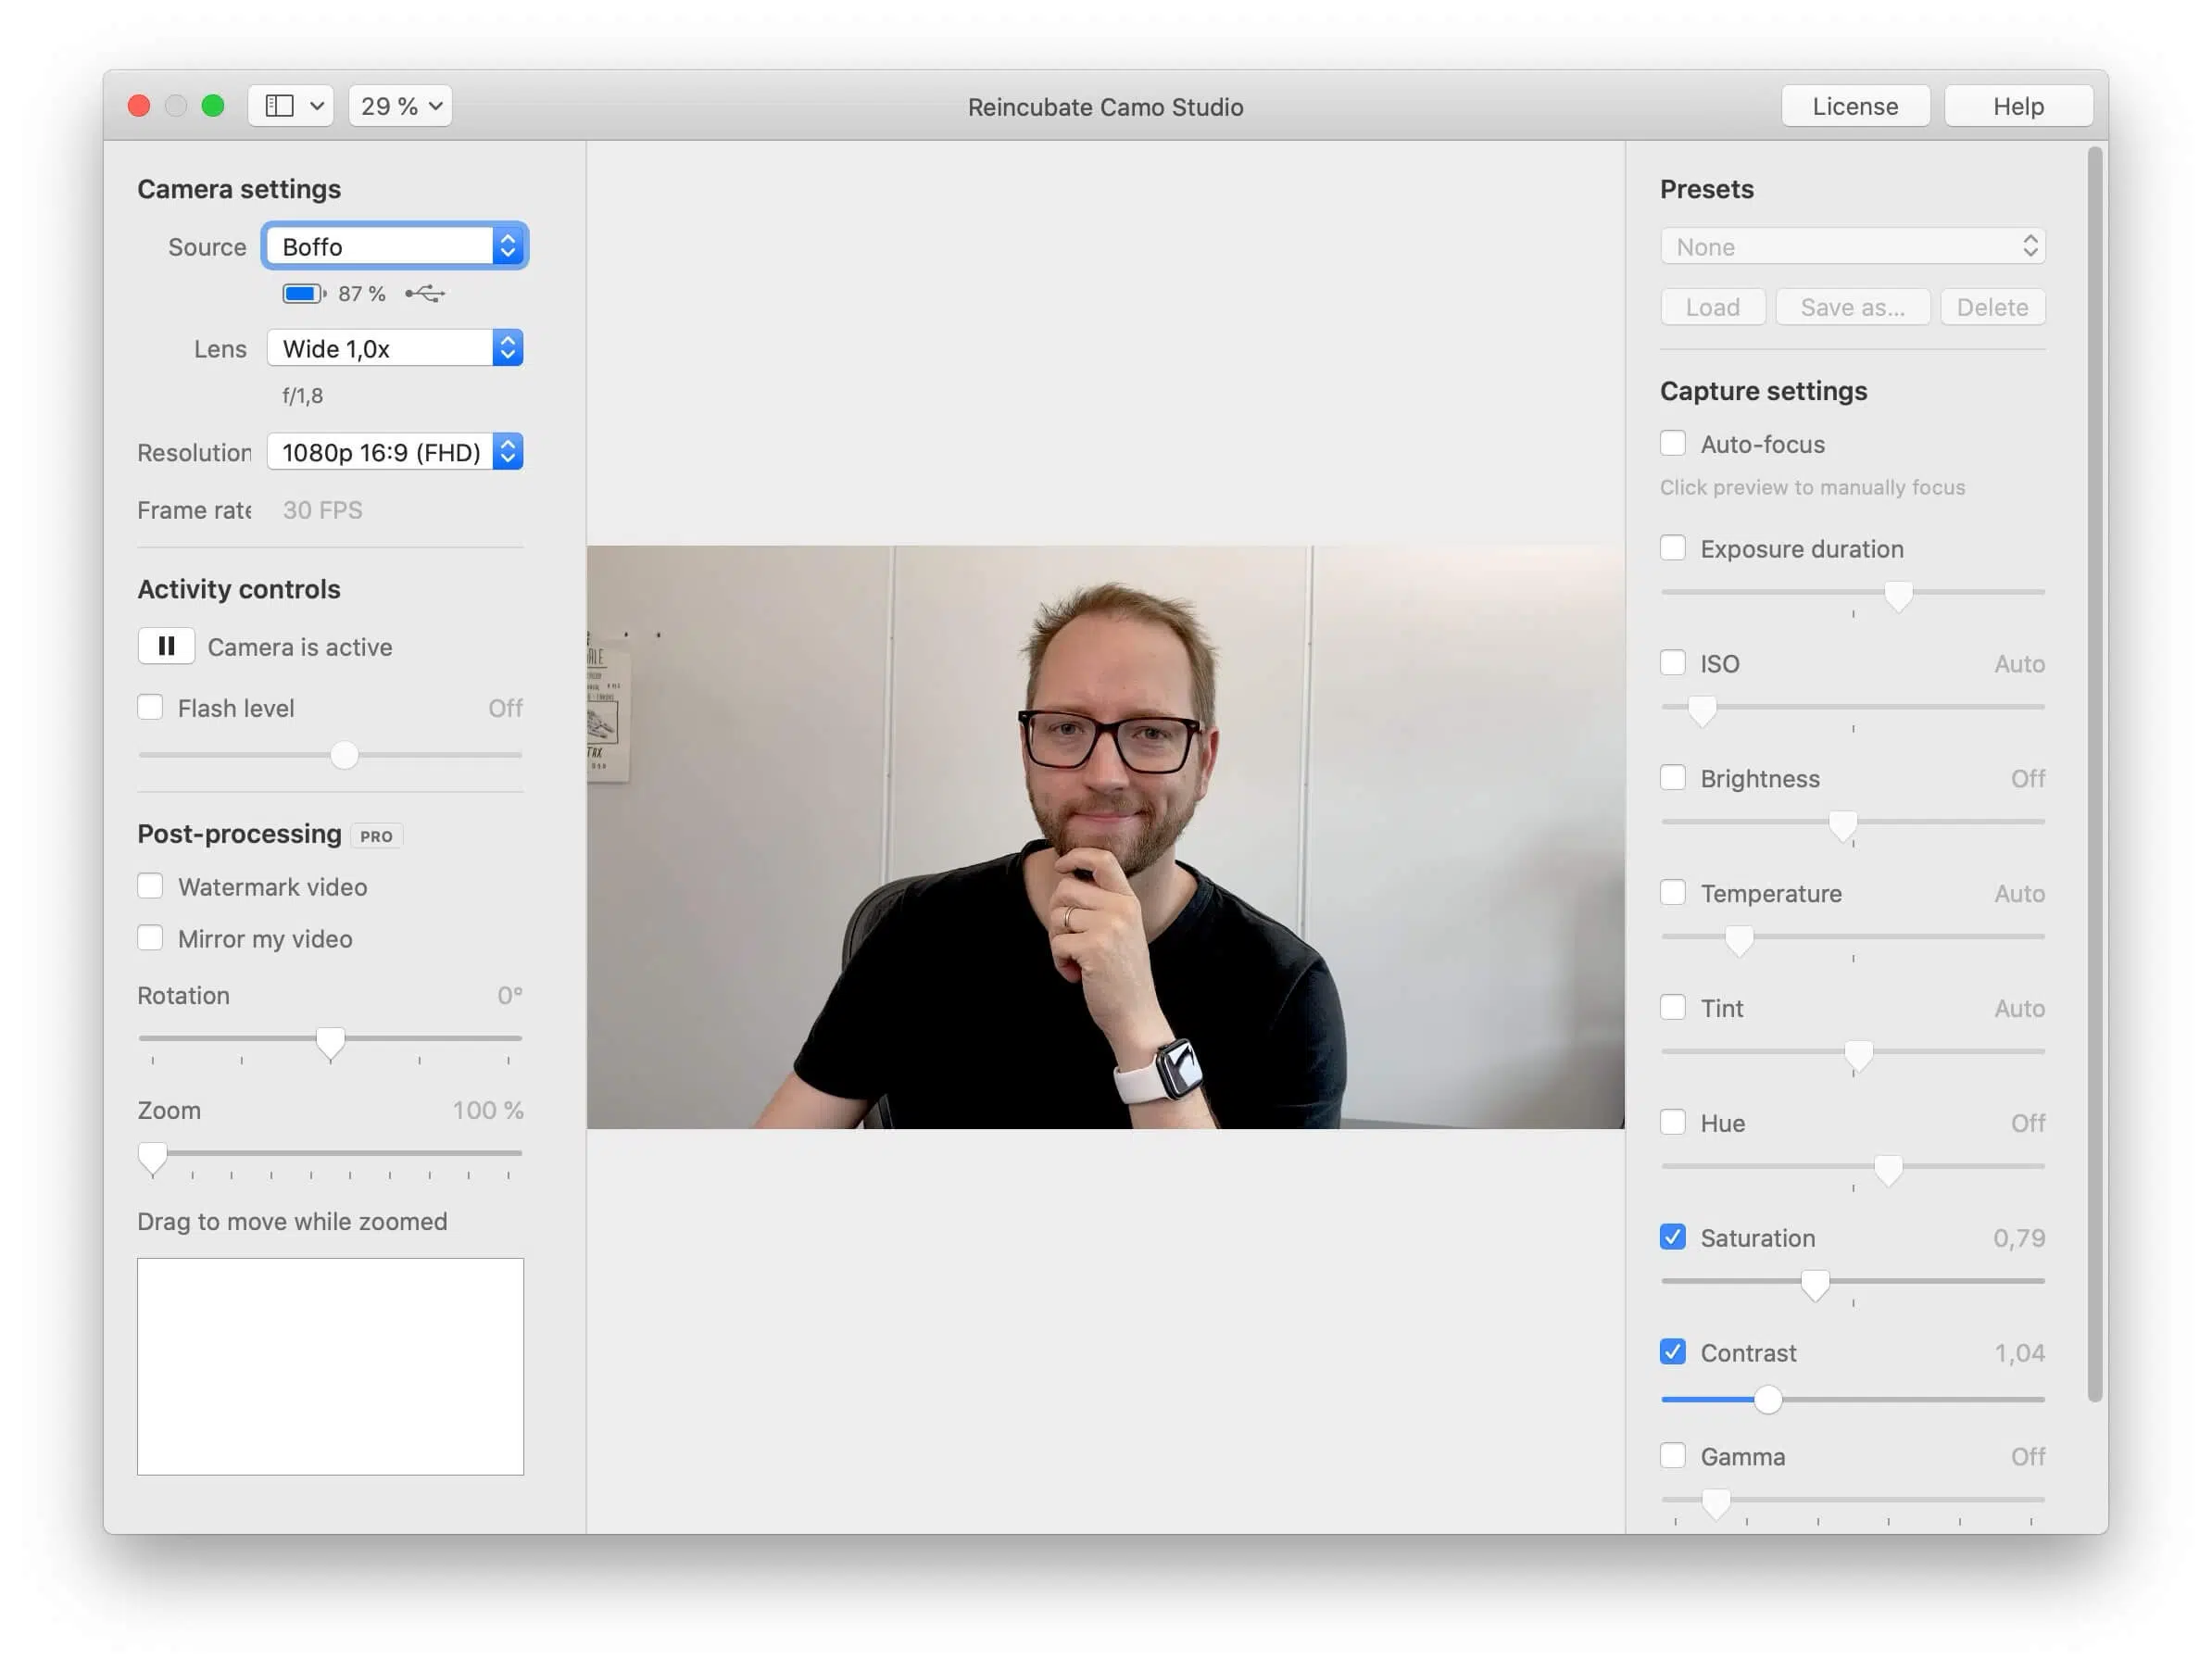 29 %
Reincubate Camo Studio
License
Help
Camera settings
Source
Boffo
87 %
Lens
Wide 1,0x
f/1,8
Resolution
1080p 16:9 (FHD)
Frame rate
30 FPS
Activity controls
Camera is active
Flash level
Off
Post-processing
PRO
Watermark video
Mirror my video
Rotation
0°
Zoom
100 %
Drag to move while zoomed
Presets
None
Load
Save as...
Delete
Capture settings
Auto-focus
Click preview to manually focus
Exposure duration
ISO
Auto
Brightness
Off
Temperature
Auto
Tint
Auto
Hue
Off
Saturation
0,79
Contrast
1,04
Gamma
Off